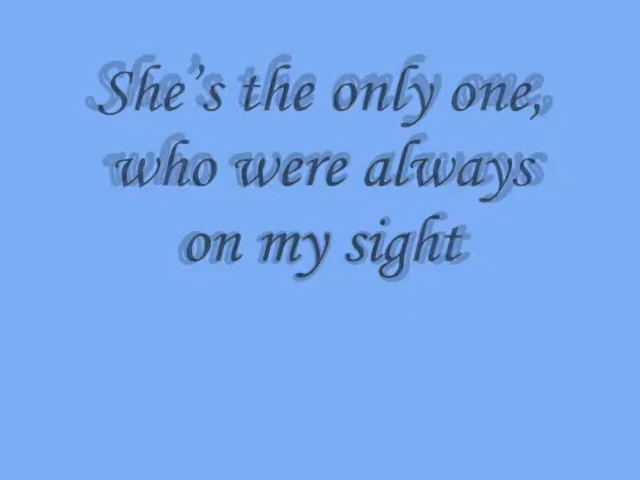 She’s the only one,
who were always
on my sight